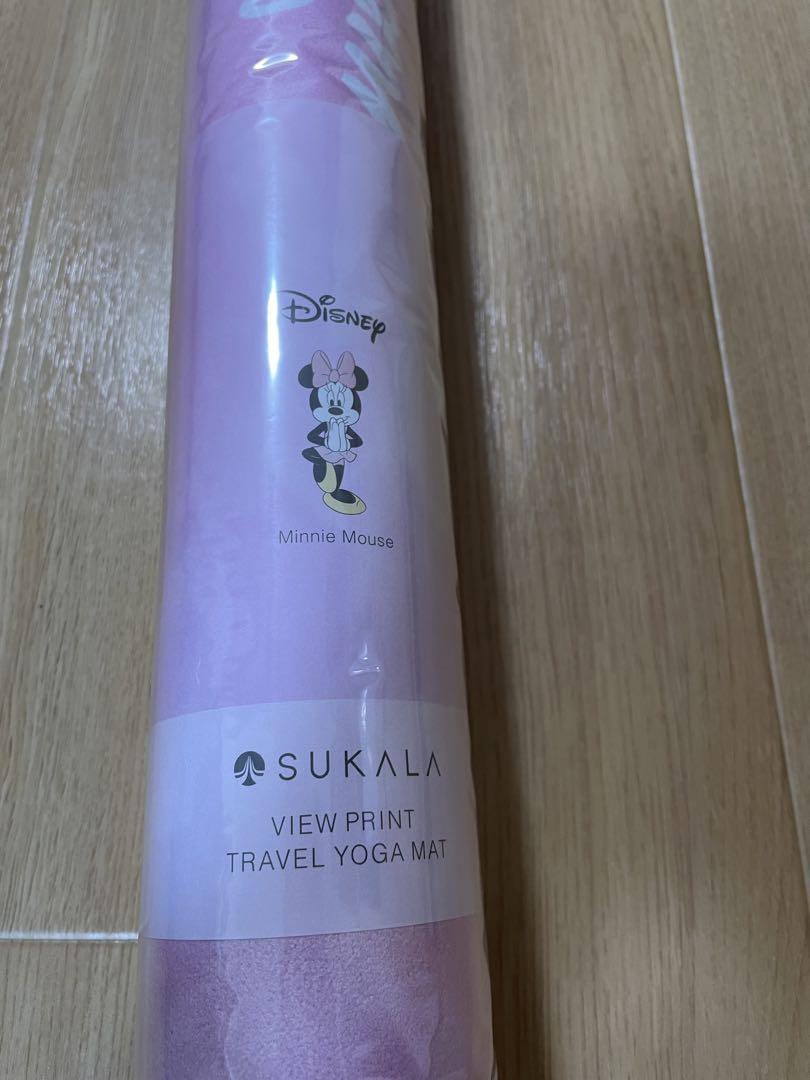 Disney
Minnie Mouse
SUKALA
VIEW PRINT
TRAVEL YOGA MAT